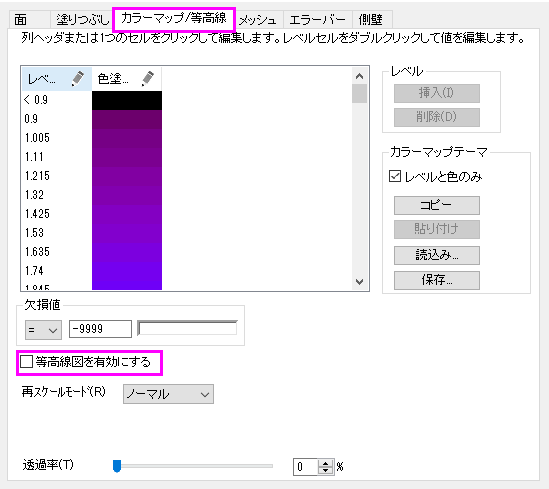 面 塗りつぶし カラーマップ/等高線 メッシュ エラーバー 側壁
列ヘッダまたは1つのセルをクリックして編集します。レベルセルをダブルクリックして値を編集します。
レベ... 色塗...
< 0.9
0.9
1.005
1.11
1.215
1.32
1.425
1.53
1.635
1.74
1.845
レベル
挿入(I)
削除(D)
カラーマップテーマ
レベルと色のみ
コピー
貼り付け
読込み...
保存...
欠損値
= -9999
等高線図を有効にする
再スケールモード(R) ノーマル
透過率(T) 0 %